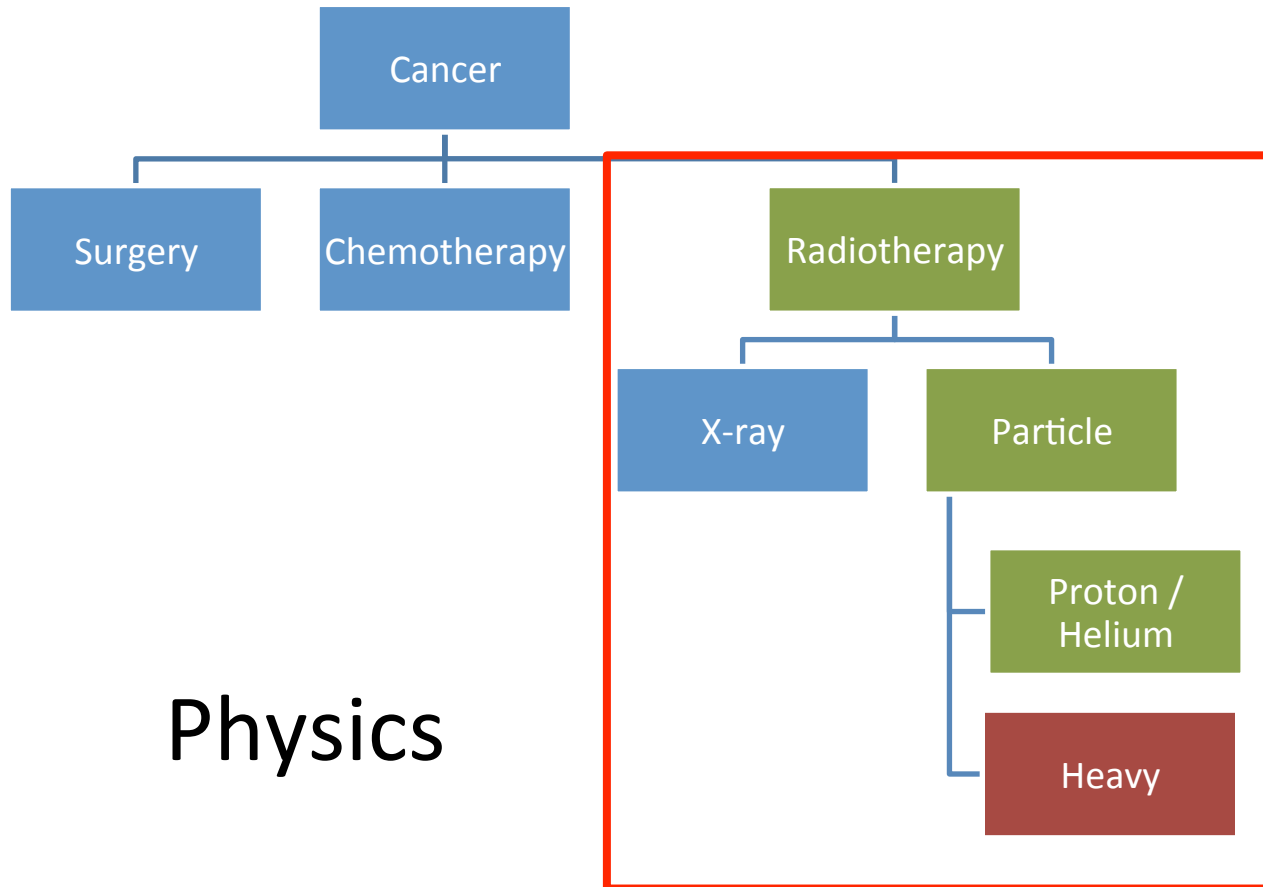 Cancer
Surgery
Chemotherapy
Radiotherapy
X-ray
Particle
Proton /
Helium
Physics
Heavy